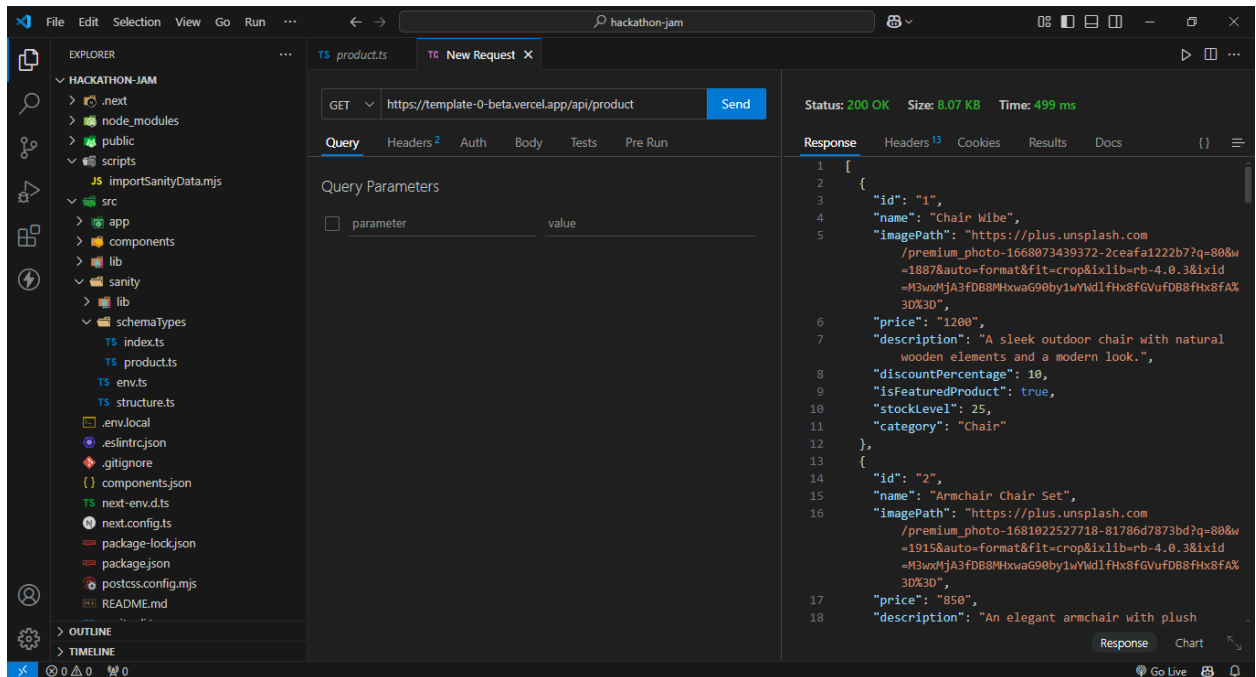 File Edit Selection View Go Run ···
hackathon-jam
EXPLORER ···
HACKATHON-JAM
.next
node_modules
public
scripts
JS importSanityData.mjs
src
app
components
lib
sanity
lib
schemaTypes
TS index.ts
TS product.ts
TS env.ts
TS structure.ts
.env.local
.eslintrc.json
.gitignore
{ } components.json
TS next-env.d.ts
N next.config.ts
package-lock.json
package.json
postcss.config.mjs
README.md
OUTLINE
TIMELINE
TS product.ts
TC New Request
GET https://template-0-beta.vercel.app/api/product Send
Query Headers 2 Auth Body Tests Pre Run
Query Parameters
parameter value
Status: 200 OK Size: 8.07 KB Time: 499 ms
Response Headers 13 Cookies Results Docs { }
1 [
2 {
3 "id": "1",
4 "name": "Chair Wibe",
5 "imagePath": "https://plus.unsplash.com
/premium_photo-1668073439372-2ceafa1222b7?q=80&w
=1887&auto=format&fit=crop&ixlib=rb-4.0.3&ixid
=M3wxMjA3fDB8MHxwaG90by1wYWdlfHx8fGVufDB8fHx8fA%
3D%3D",
6 "price": "1200",
7 "description": "A sleek outdoor chair with natural
wooden elements and a modern look.",
8 "discountPercentage": 10,
9 "isFeaturedProduct": true,
10 "stockLevel": 25,
11 "category": "Chair"
12 },
13 {
14 "id": "2",
15 "name": "Armchair Chair Set",
16 "imagePath": "https://plus.unsplash.com
/premium_photo-1681022527718-81786d7873bd?q=80&w
=1915&auto=format&fit=crop&ixlib=rb-4.0.3&ixid
=M3wxMjA3fDB8MHxwaG90by1wYWdlfHx8fGVufDB8fHx8fA%
3D%3D",
17 "price": "850",
18 "description": "An elegant armchair with plush
Response Chart
0 0 0
Go Live